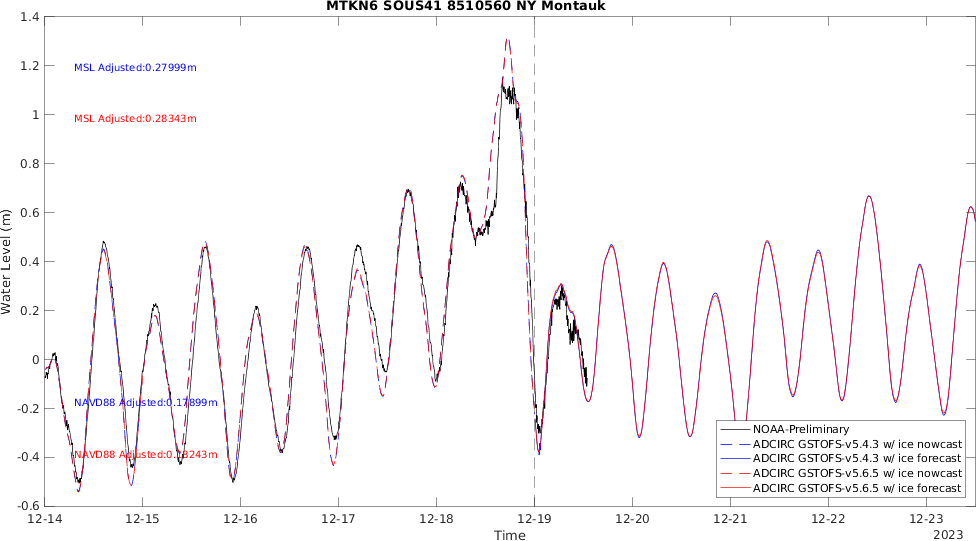 MTKN6 SOUS41 8510560 NY Montauk
1.4
1.2
1
0.8
0.6
0.4
0.2
0
-0.2
-0.4
-0.6
Water Level (m)
MSL Adjusted:0.27999m
MSL Adjusted:0.28343m
NAVD88 Adjusted:0.17899m
NAVD88 Adjusted:0.18243m
NOAA-Preliminary
ADCIRC GSTOFS-v5.4.3 w/ ice nowcast
ADCIRC GSTOFS-v5.4.3 w/ ice forecast
ADCIRC GSTOFS-v5.6.5 w/ ice nowcast
ADCIRC GSTOFS-v5.6.5 w/ ice forecast
12-14 12-15 12-16 12-17 12-18 12-19 12-20 12-21 12-22 12-23
Time
2023